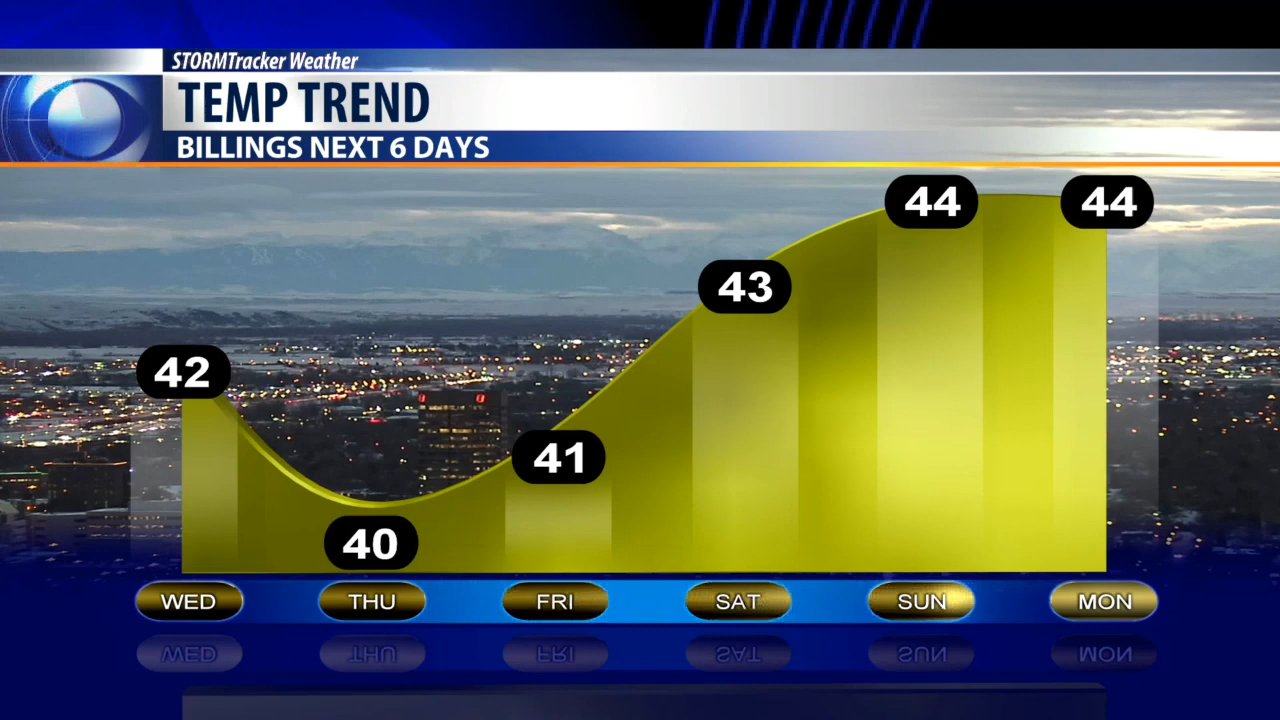 STORMTracker Weather
TEMP TREND
BILLINGS NEXT 6 DAYS
44 44
43
42
41
40
WED THU FRI SAT SUN MON